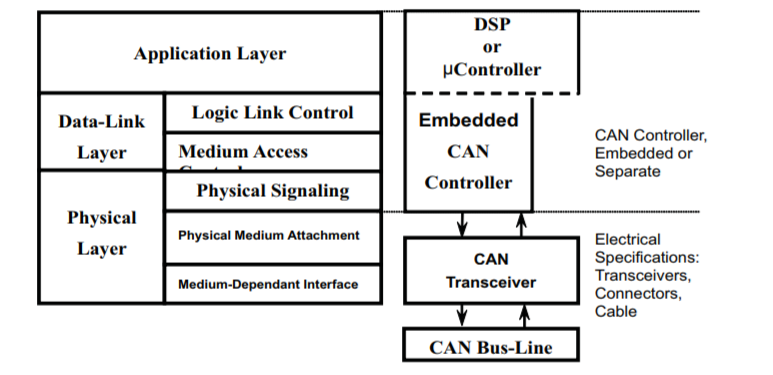 Application Layer
Data-Link
Layer
Logic Link Control
Medium Access
Physical
Layer
Physical Signaling
Physical Medium Attachment
Medium-Dependant Interface
DSP
or
µController
Embedded
CAN
Controller
CAN
Transceiver
CAN Bus-Line
CAN Controller,
Embedded or
Separate
Electrical
Specifications:
Transceivers,
Connectors,
Cable